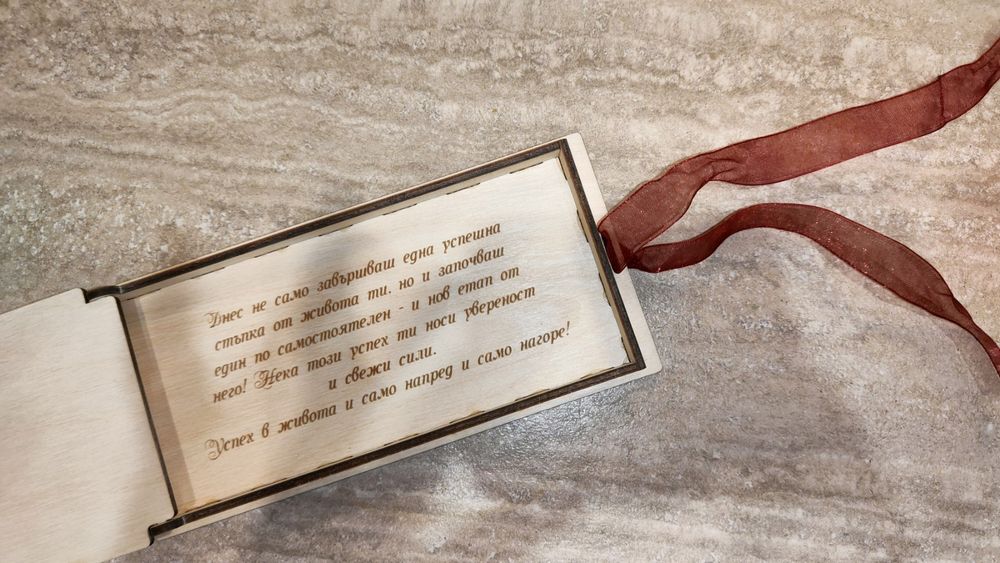 Днес не само завършваш една успешна
стъпка от живота ти, но и започваш
един по самостоятелен - и нов етап от
него! Нека този успех ти носи увереност
и свежи сили.
Успех в живота и само напред и само нагоре!